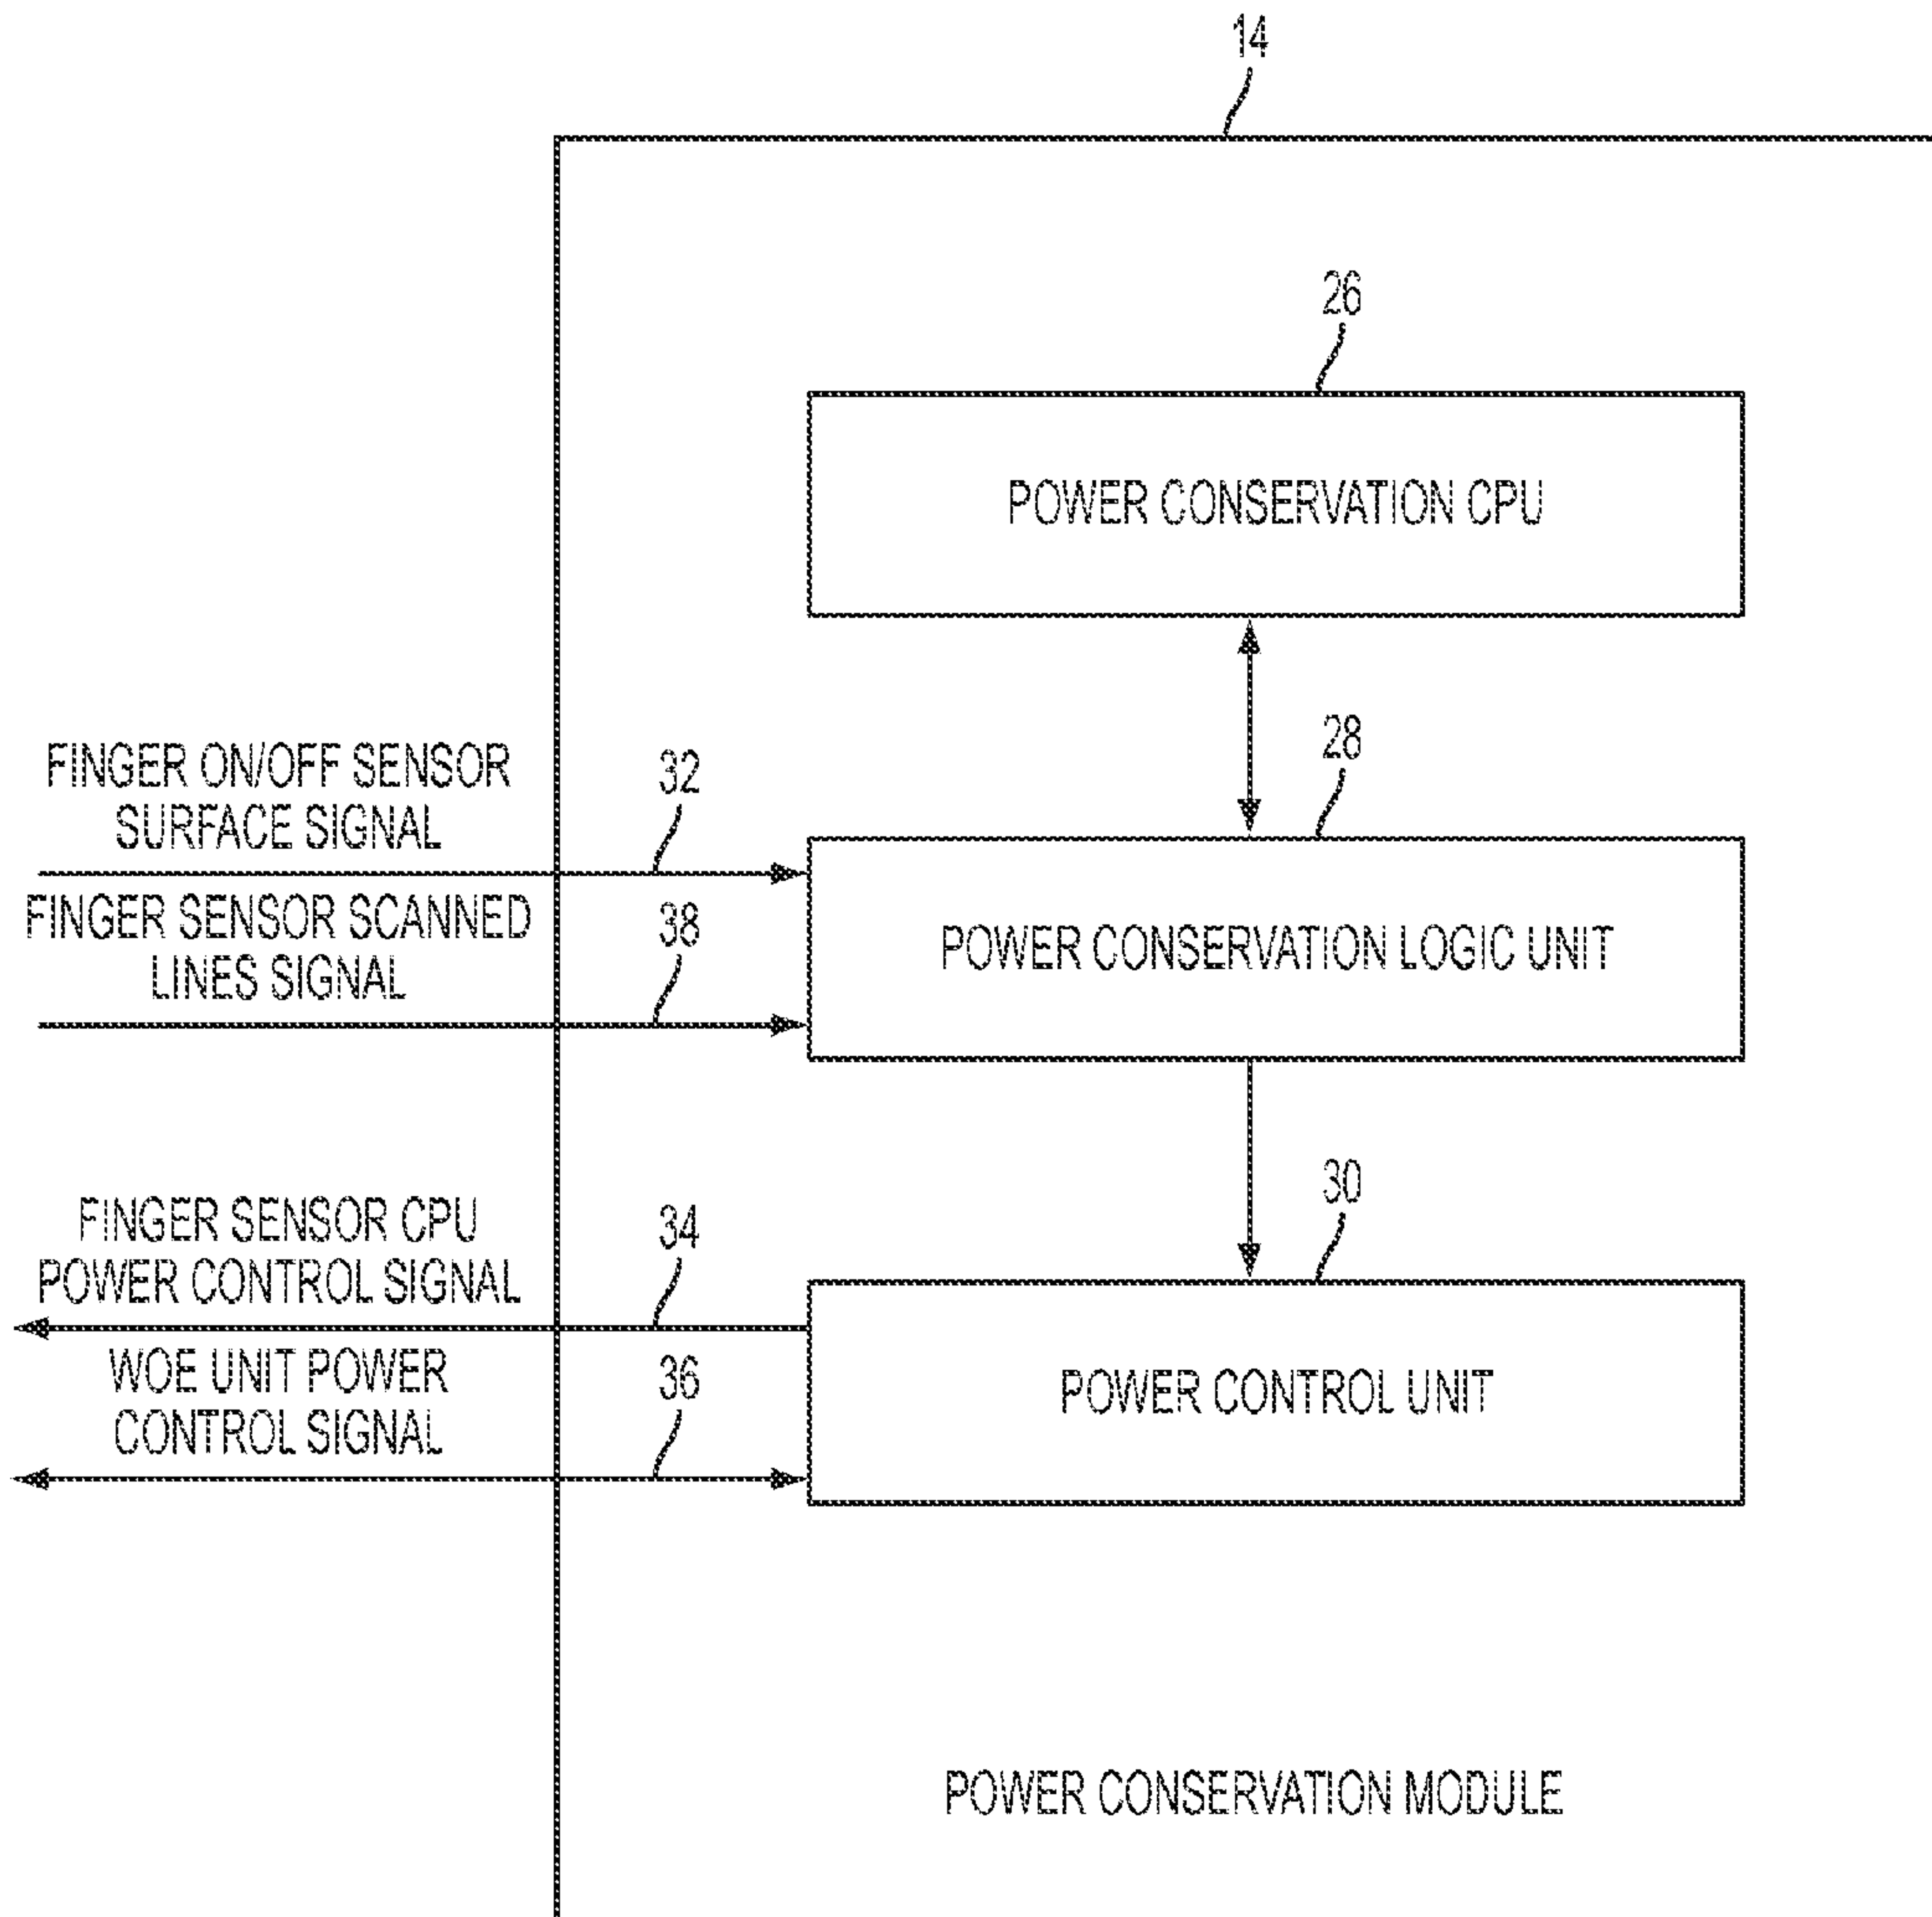 14
26
POWER CONSERVATION CPU
28
FINGER ON/OFF SENSOR
SURFACE SIGNAL
32
FINGER SENSOR SCANNED
LINES SIGNAL
38
POWER CONSERVATION LOGIC UNIT
30
FINGER SENSOR CPU
POWER CONTROL SIGNAL
34
WOE UNIT POWER
CONTROL SIGNAL
36
POWER CONTROL UNIT
POWER CONSERVATION MODULE